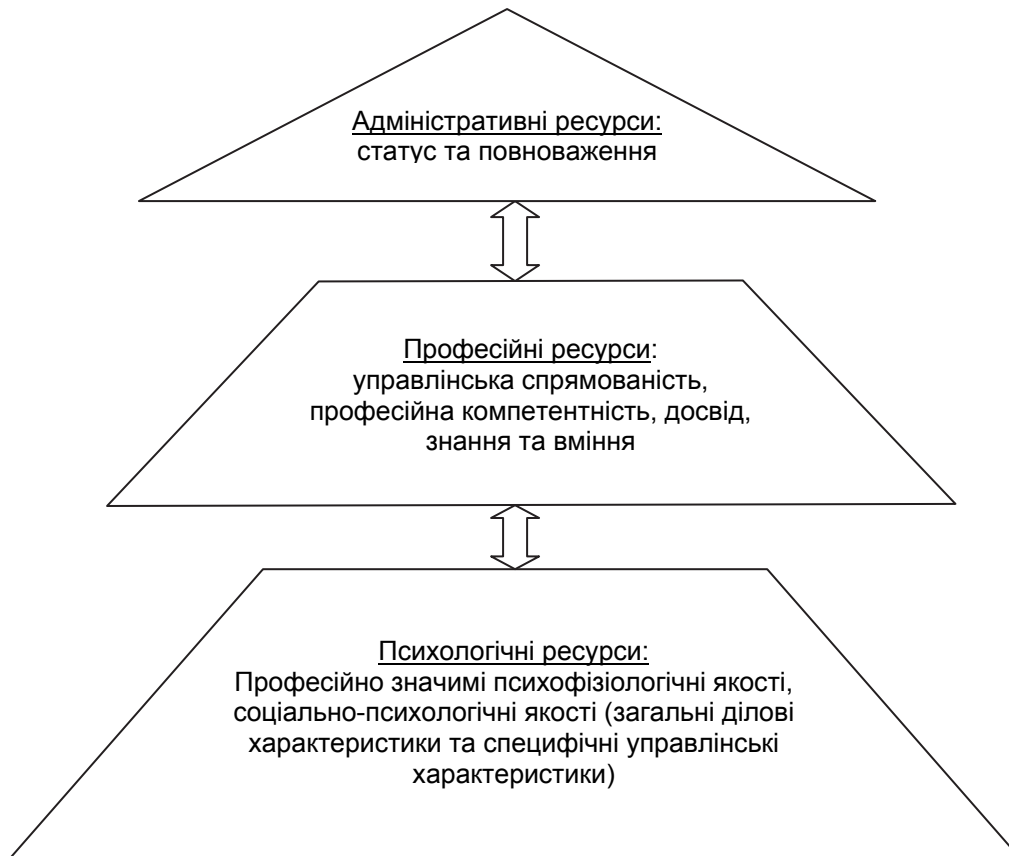 Адміністративні ресурси:
статус та повноваження
Професійні ресурси:
управлінська спрямованість,
професійна компетентність, досвід,
знання та вміння
Психологічні ресурси:
Професійно значимі психофізіологічні якості,
соціально-психологічні якості (загальні ділові
характеристики та специфічні управлінські
характеристики)